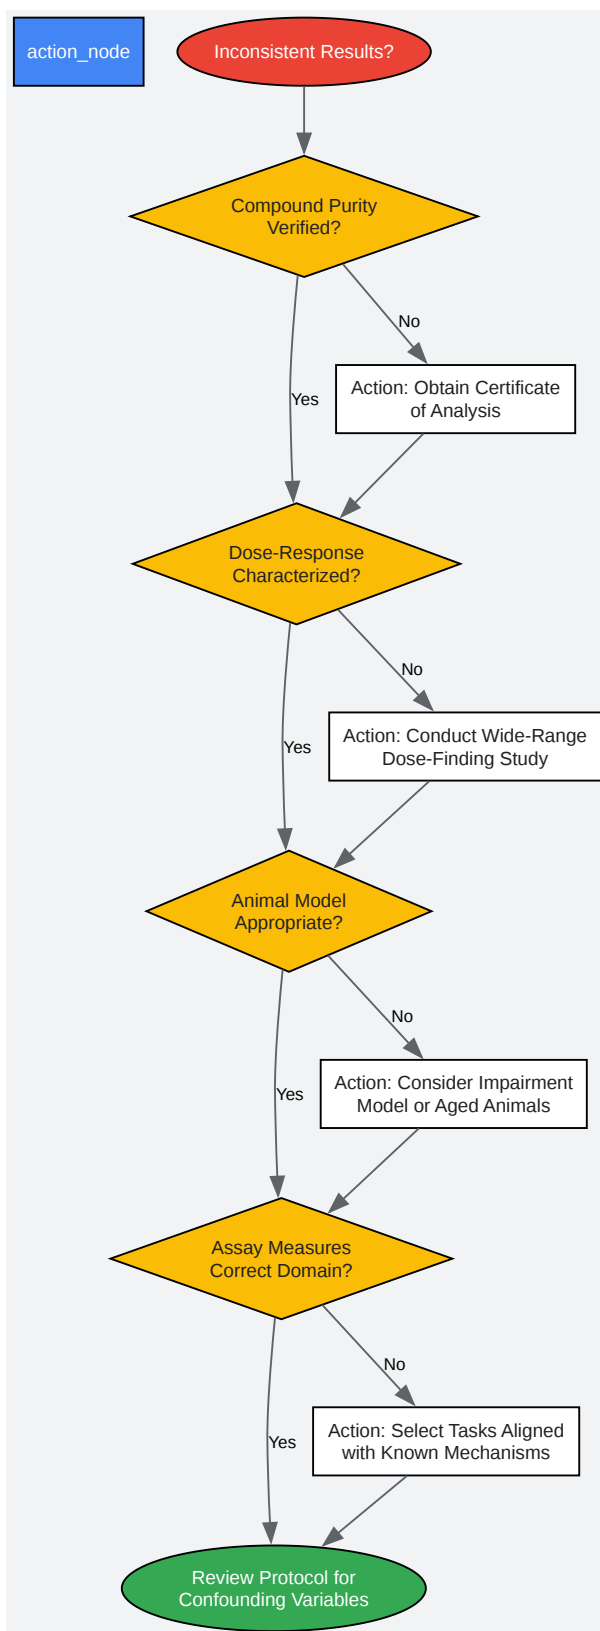 action_node
Inconsistent Results?
Compound Purity
Verified?
No
Yes
Action: Obtain Certificate
of Analysis
Dose-Response
Characterized?
No
Yes
Action: Conduct Wide-Range
Dose-Finding Study
Animal Model
Appropriate?
No
Yes
Action: Consider Impairment
Model or Aged Animals
Assay Measures
Correct Domain?
No
Yes
Action: Select Tasks Aligned
with Known Mechanisms
Review Protocol for
Confounding Variables